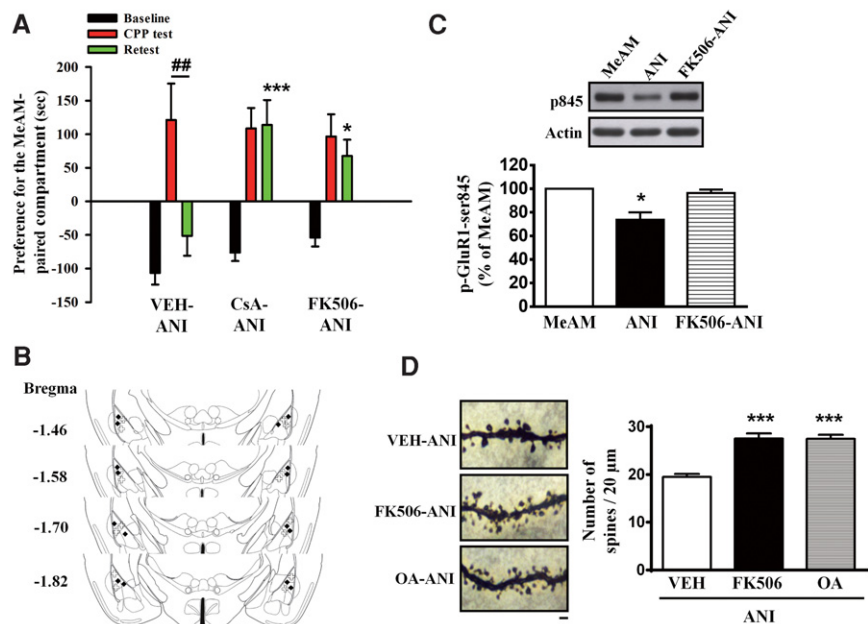 A
Baseline
CPP test
Retest
Preference for the MeAM-
paired compartment (sec)
200
150
100
50
0
-50
-100
-150
##
***
*
VEH-
ANI
CsA-
ANI
FK506-
ANI
B
Bregma
-1.46
-1.58
-1.70
-1.82
C
MeAM
ANI
FK506-ANI
p845
Actin
p-GluR1-ser845
(% of MeAM)
120
100
80
60
40
20
0
*
MeAM
ANI
FK506-ANI
D
VEH-ANI
FK506-ANI
OA-ANI
Number of
spines / 20 µm
30
20
10
0
***
***
VEH
FK506
OA
ANI